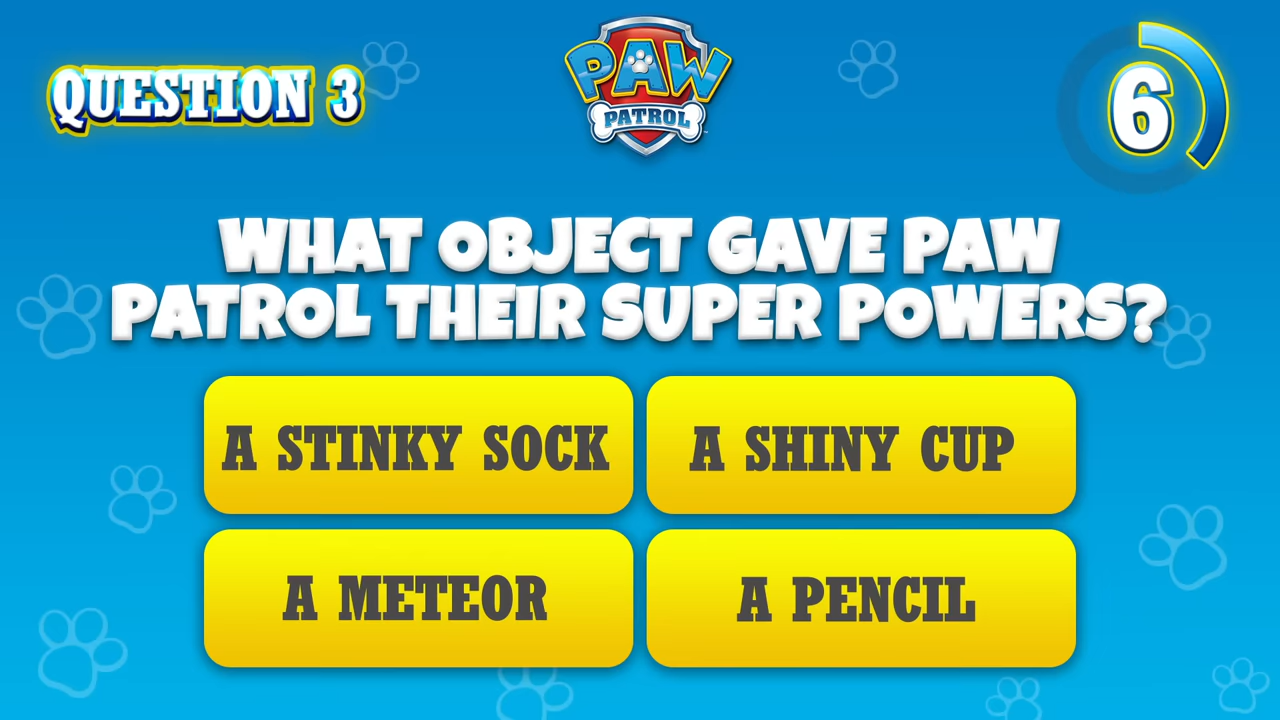 QUESTION 3
PAW
PATROL
6
WHAT OBJECT GAVE PAW
PATROL THEIR SUPER POWERS?
A STINKY SOCK
A SHINY CUP
A METEOR
A PENCIL